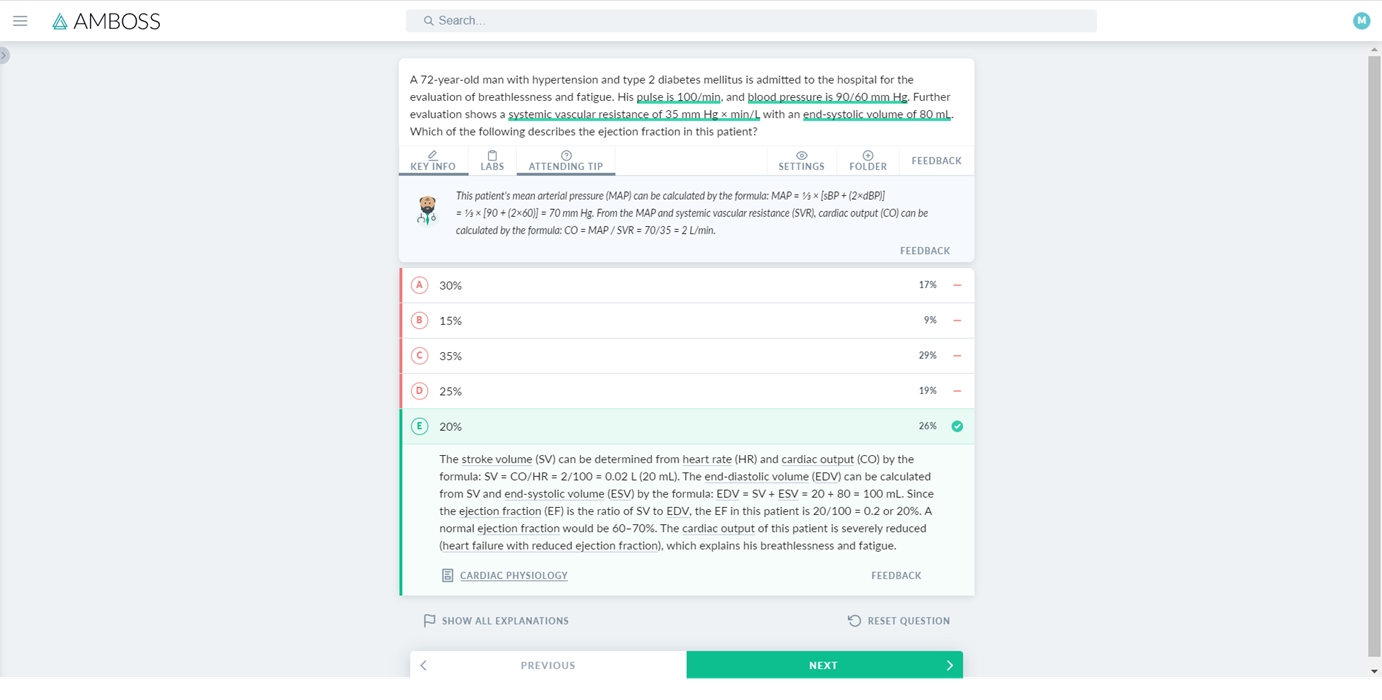 AMBOSS
Search...
M
A 72-year-old man with hypertension and type 2 diabetes mellitus is admitted to the hospital for the
evaluation of breathlessness and fatigue. His pulse is 100/min, and blood pressure is 90/60 mm Hg. Further
evaluation shows a systemic vascular resistance of 35 mm Hg × min/L with an end-systolic volume of 80 mL.
Which of the following describes the ejection fraction in this patient?
KEY INFO LABS ATTENDING TIP SETTINGS FOLDER FEEDBACK
This patient's mean arterial pressure (MAP) can be calculated by the formula: MAP = ⅓ × [sBP + (2×dBP)]
= ⅓ × [90 + (2×60)] = 70 mm Hg. From the MAP and systemic vascular resistance (SVR), cardiac output (CO) can be
calculated by the formula: CO = MAP / SVR = 70/35 = 2 L/min.
FEEDBACK
A 30% 17%
B 15% 9%
C 35% 29%
D 25% 19%
E 20% 26%
The stroke volume (SV) can be determined from heart rate (HR) and cardiac output (CO) by the
formula: SV = CO/HR = 2/100 = 0.02 L (20 mL). The end-diastolic volume (EDV) can be calculated
from SV and end-systolic volume (ESV) by the formula: EDV = SV + ESV = 20 + 80 = 100 mL. Since
the ejection fraction (EF) is the ratio of SV to EDV, the EF in this patient is 20/100 = 0.2 or 20%. A
normal ejection fraction would be 60–70%. The cardiac output of this patient is severely reduced
(heart failure with reduced ejection fraction), which explains his breathlessness and fatigue.
CARDIAC PHYSIOLOGY FEEDBACK
SHOW ALL EXPLANATIONS RESET QUESTION
PREVIOUS NEXT